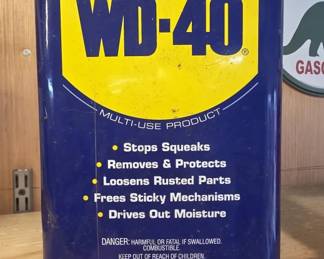 WD-40®
MULTI-USE PRODUCT
• Stops Squeaks
• Removes & Protects
• Loosens Rusted Parts
• Frees Sticky Mechanisms
• Drives Out Moisture
DANGER: HARMFUL OR FATAL IF SWALLOWED.
COMBUSTIBLE.
KEEP OUT OF REACH OF CHILDREN.
GASO